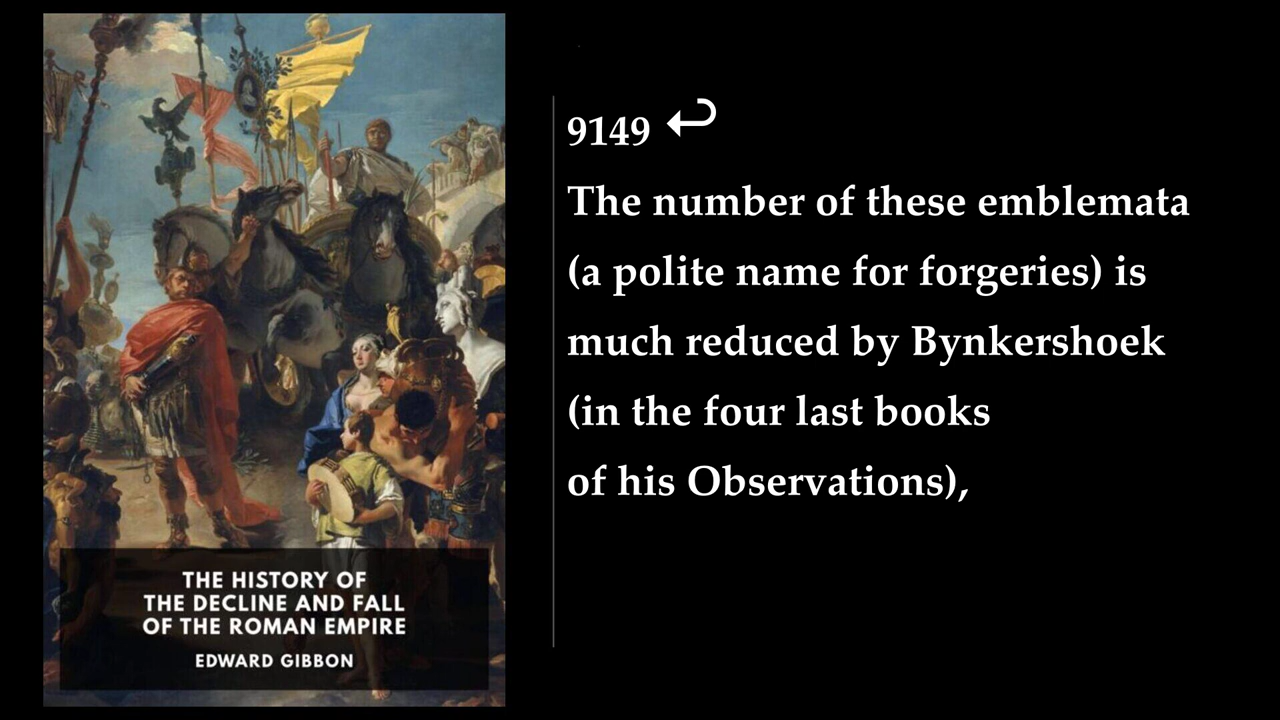 THE HISTORY OF
THE DECLINE AND FALL
OF THE ROMAN EMPIRE
EDWARD GIBBON
9149 ↩
The number of these emblemata
(a polite name for forgeries) is
much reduced by Bynkershoek
(in the four last books
of his Observations),